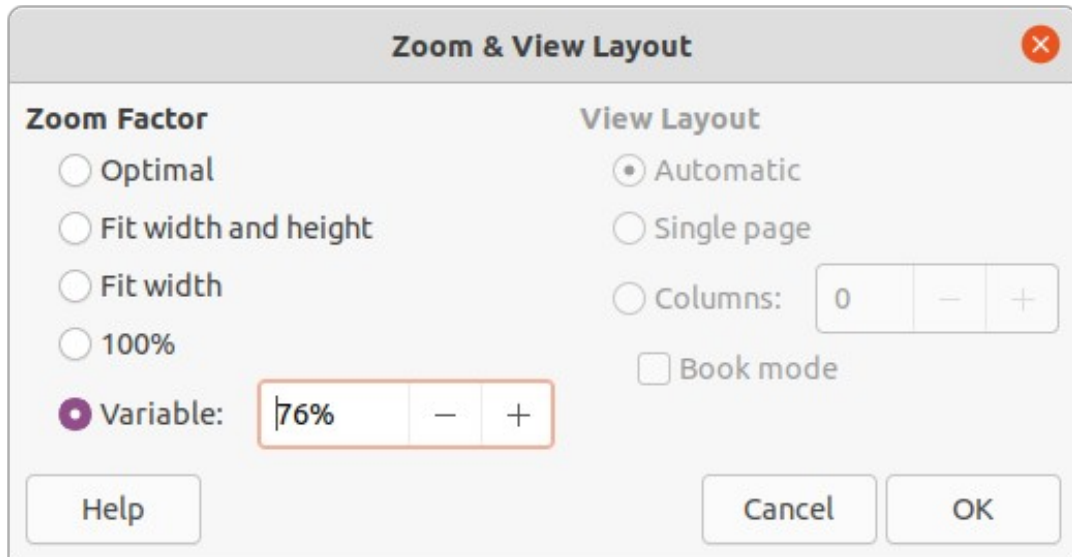 Zoom & View Layout
Zoom Factor
Optimal
Fit width and height
Fit width
100%
Variable: 76% − +
View Layout
Automatic
Single page
Columns: 0 − +
Book mode
Help
Cancel
OK